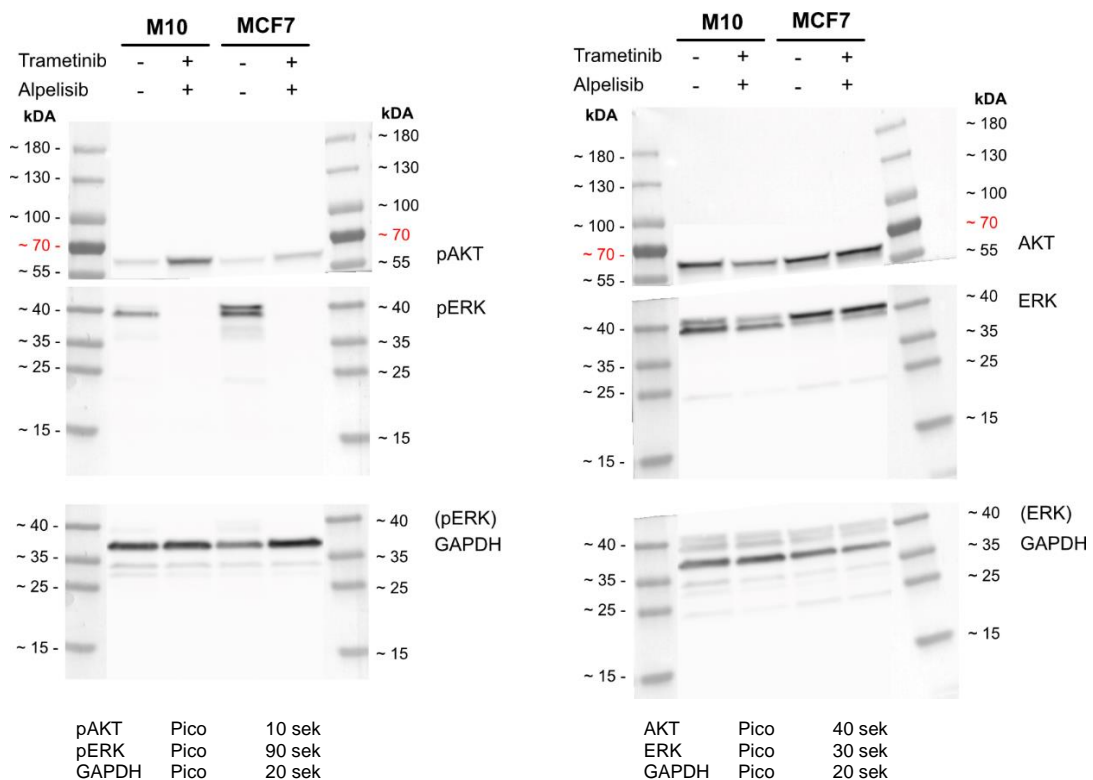 M10 MCF7
Trametinib - + - +
Alpelisib - + - +
kDA kDA
~ 180 - ~ 180
~ 130 - ~ 130
~ 100 - ~ 100
~ 70 - ~ 70
~ 55 - ~ 55
pAKT
~ 40 - ~ 40
pERK
~ 35 - ~ 35
~ 25 - ~ 25
~ 15 - ~ 15
~ 40 - ~ 40
(pERK)
GAPDH
~ 35 - ~ 35
~ 25 - ~ 25
~ 15 - ~ 15
pAKT Pico 10 sek
pERK Pico 90 sek
GAPDH Pico 20 sek
M10 MCF7
Trametinib - + - +
Alpelisib - + - +
kDA kDA
~ 180 - ~ 180
~ 130 - ~ 130
~ 100 - ~ 100
~ 70 - ~ 70
~ 55 - ~ 55
AKT
~ 40 - ~ 40
ERK
~ 35 - ~ 35
~ 25 - ~ 25
~ 15 - ~ 15
~ 40 - ~ 40
(ERK)
GAPDH
~ 35 - ~ 35
~ 25 - ~ 25
~ 15 - ~ 15
AKT Pico 40 sek
ERK Pico 30 sek
GAPDH Pico 20 sek